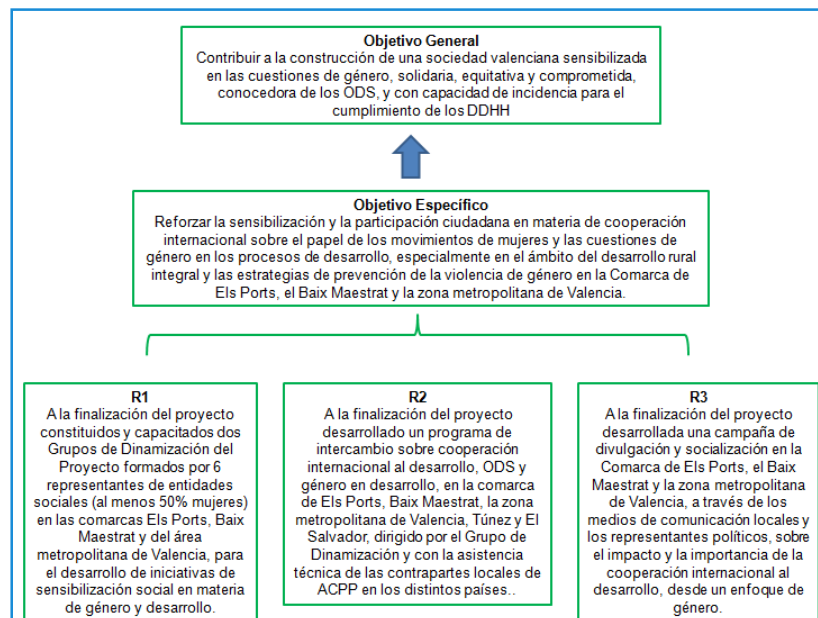 Objetivo General
Contribuir a la construcción de una sociedad valenciana sensibilizada
en las cuestiones de género, solidaria, equitativa y comprometida,
conocedora de los ODS, y con capacidad de incidencia para el
cumplimiento de los DDHH
Objetivo Específico
Reforzar la sensibilización y la participación ciudadana en materia de cooperación
internacional sobre el papel de los movimientos de mujeres y las cuestiones de
género en los procesos de desarrollo, especialmente en el ámbito del desarrollo rural
integral y las estrategias de prevención de la violencia de género en la Comarca de
Els Ports, el Baix Maestrat y la zona metropolitana de Valencia.
R1
A la finalización del proyecto
constituidos y capacitados dos
Grupos de Dinamización del
Proyecto formados por 6
representantes de entidades
sociales (al menos 50% mujeres)
en las comarcas Els Ports, Baix
Maestrat y del área
metropolitana de Valencia, para
el desarrollo de iniciativas de
sensibilización social en materia
de género y desarrollo.
R2
A la finalización del proyecto
desarrollado un programa de
intercambio sobre cooperación
internacional al desarrollo, ODS y
género en desarrollo, en la
comarca de Els Ports, Baix Maestrat, la zona
metropolitana de Valencia,
Túnez y El
Salvador, dirigido por el Grupo de
Dinamización y con la asistencia
técnica de las contrapartes locales de
ACPP en los distintos países..
R3
A la finalización del proyecto
desarrollada una campaña de
divulgación y socialización en la
Comarca de Els Ports, el Baix
Maestrat y la zona metropolitana
de Valencia, a través de los
medios de comunicación locales y
los representantes políticos, sobre
el impacto y la importancia de la
cooperación internacional al
desarrollo, desde un enfoque de
género.